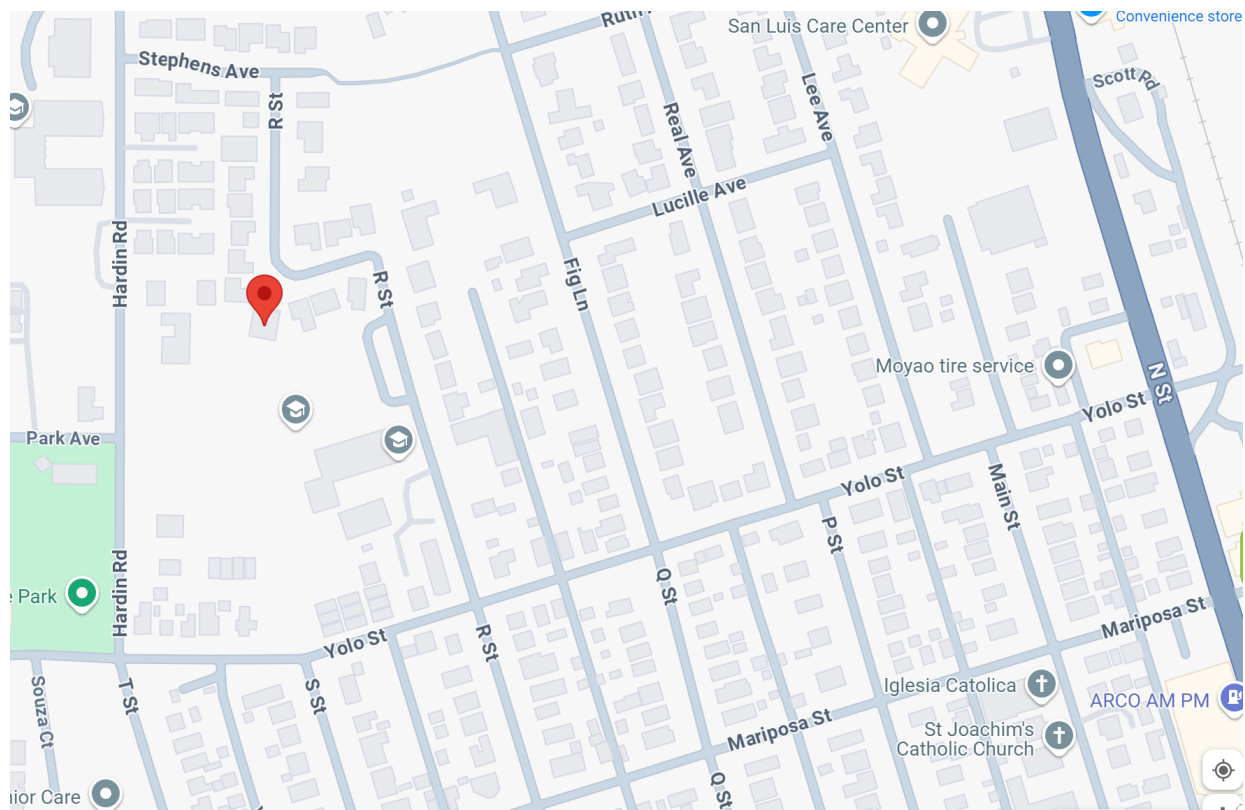 Convenience store
San Luis Care Center
Stephens Ave
Scott Rd
R St
Lee Ave
Real Ave
Lucille Ave
Hardin Rd
R St
Fig Ln
Moyao tire service
N St
Yolo St
Park Ave
Yolo St
Main St
P St
Hardin Rd
Q St
Park
Mariposa St
Yolo St
R St
Iglesia Catolica
Souza Ct
T St
S St
ARCO AM PM
Mariposa St
St Joachim's
Catholic Church
Q St
Care